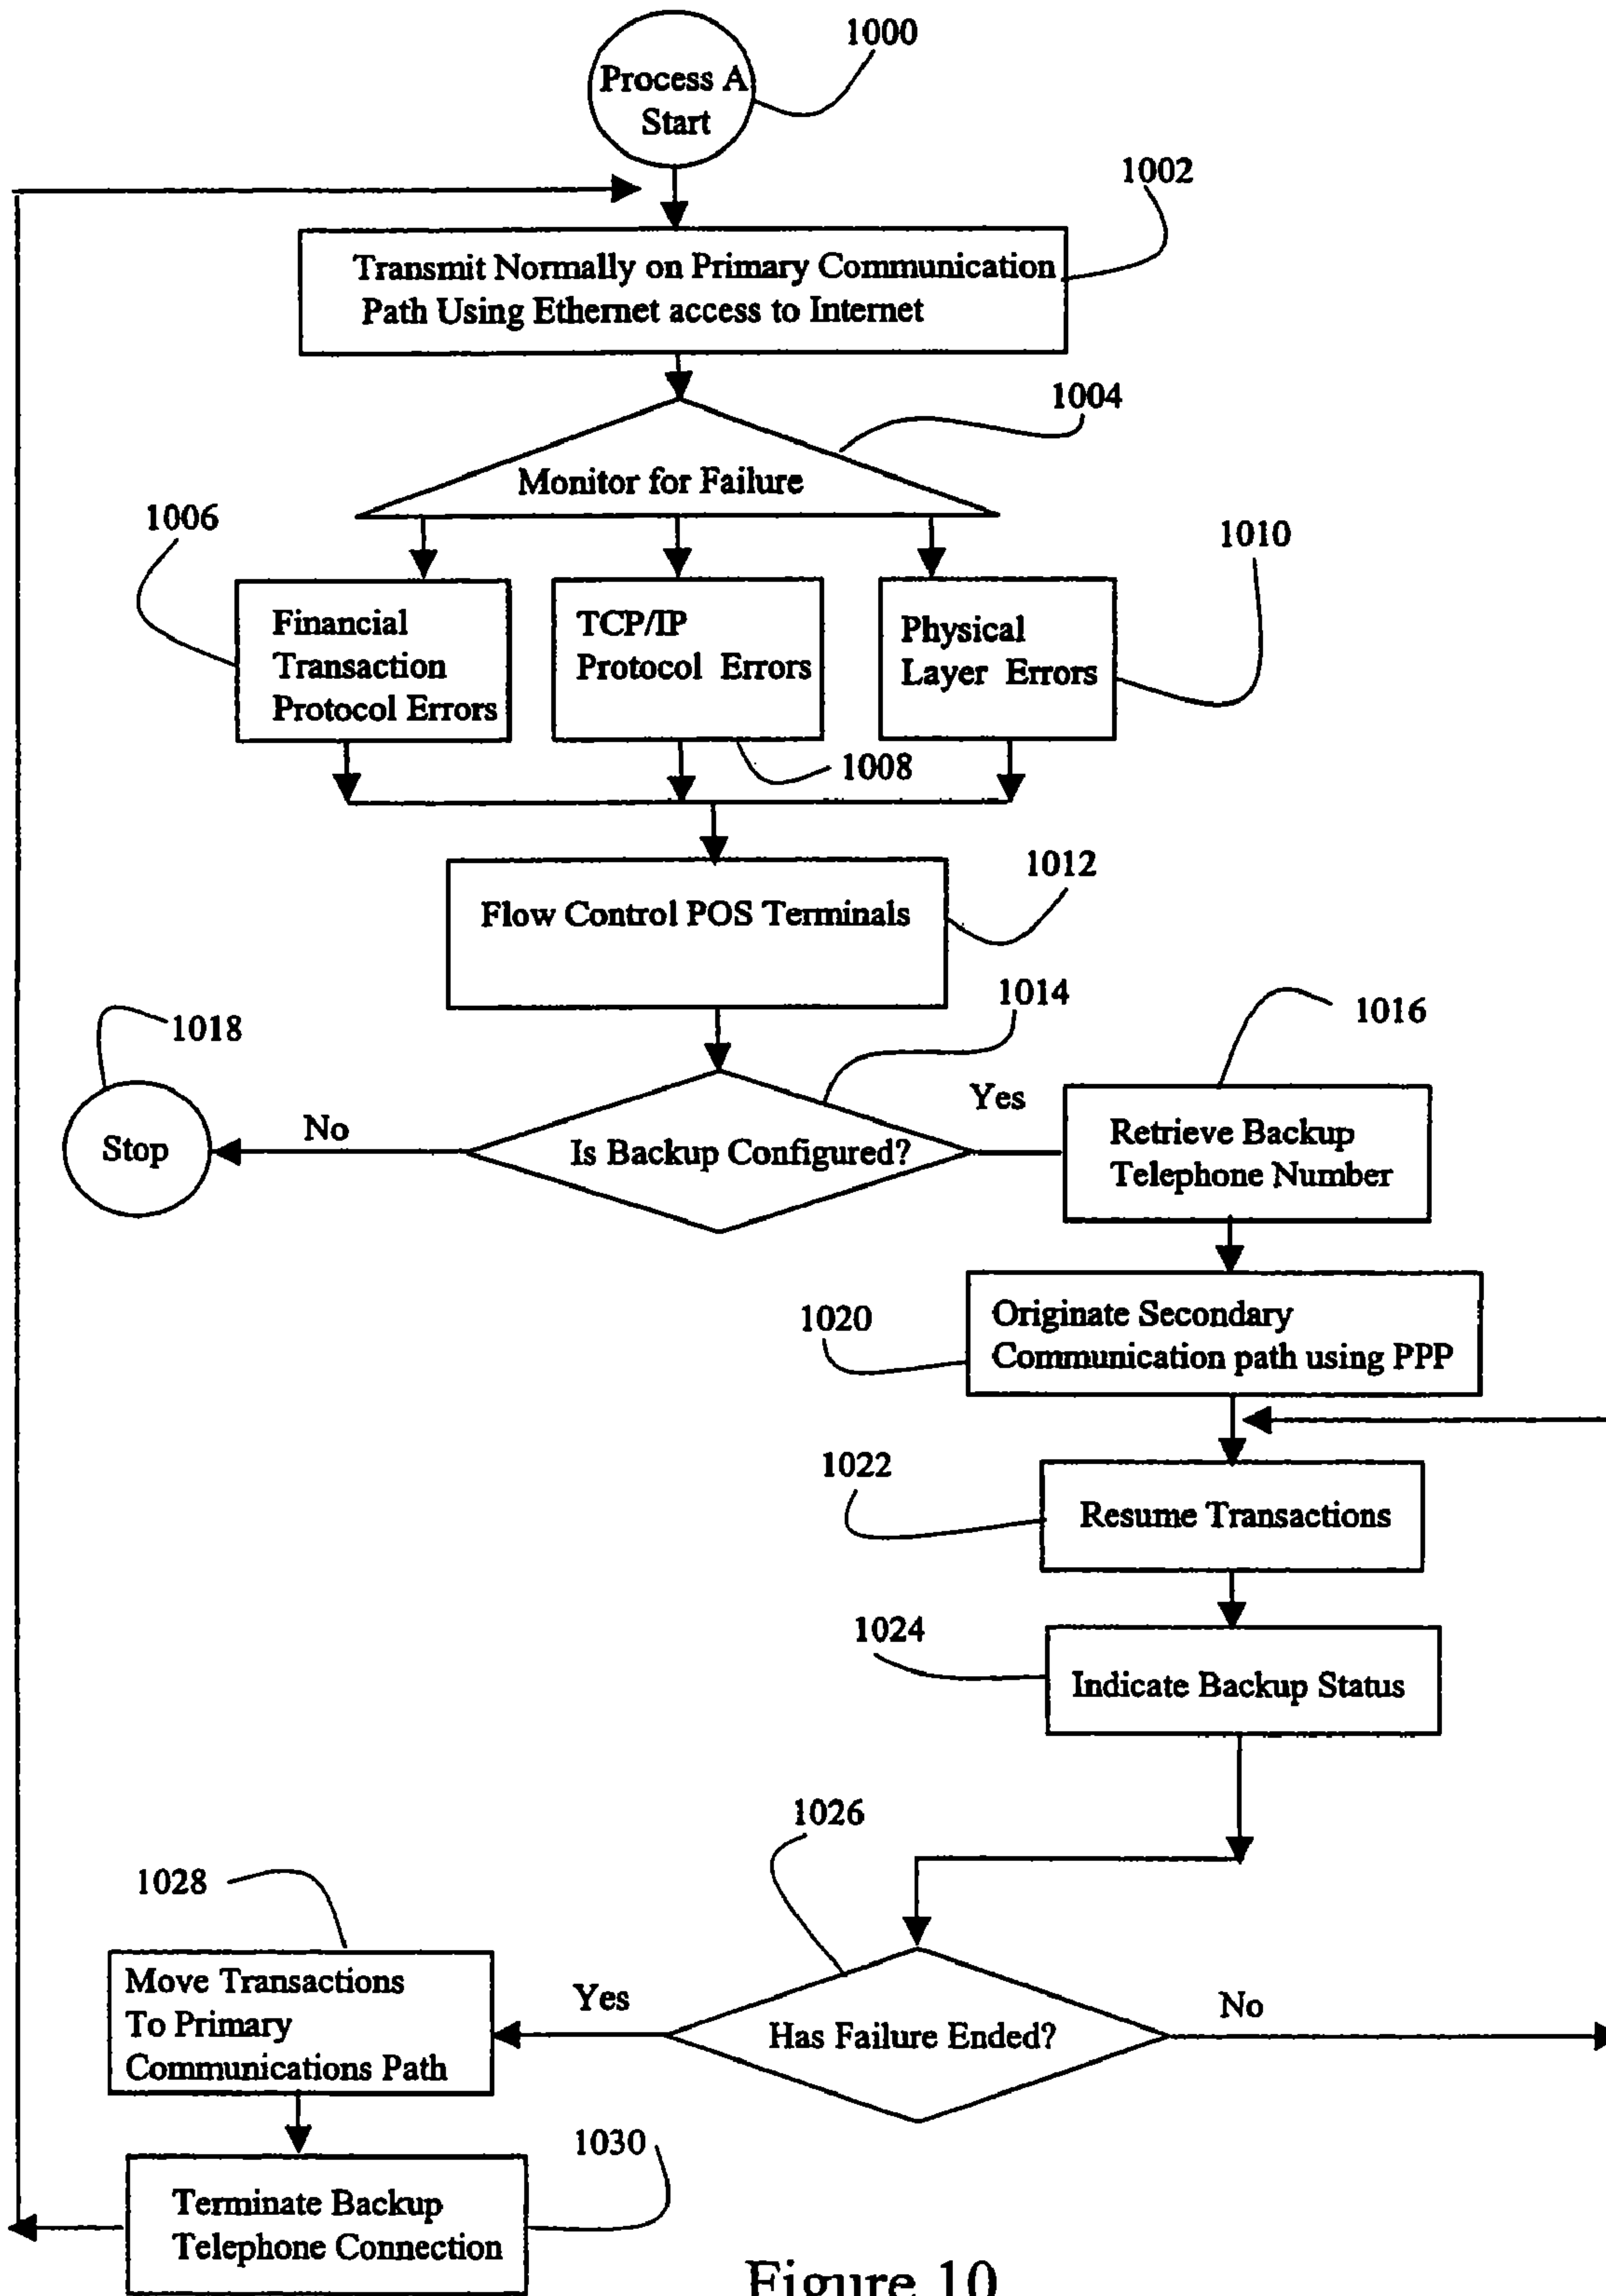 1000
Process A
Start
1002
Transmit Normally on Primary Communication
Path Using Ethernet access to Internet
1004
Monitor for Failure
1006
1010
Financial
Transaction
Protocol Errors
TCP/IP
Protocol Errors
Physical
Layer Errors
1008
1012
Flow Control POS Terminals
1014
1016
1018
Stop
No
Is Backup Configured?
Yes
Retrieve Backup
Telephone Number
1020
Originate Secondary
Communication path using PPP
1022
Resume Transactions
1024
Indicate Backup Status
1026
1028
Move Transactions
To Primary
Communications Path
Yes
Has Failure Ended?
No
1030
Terminate Backup
Telephone Connection
Figure 10